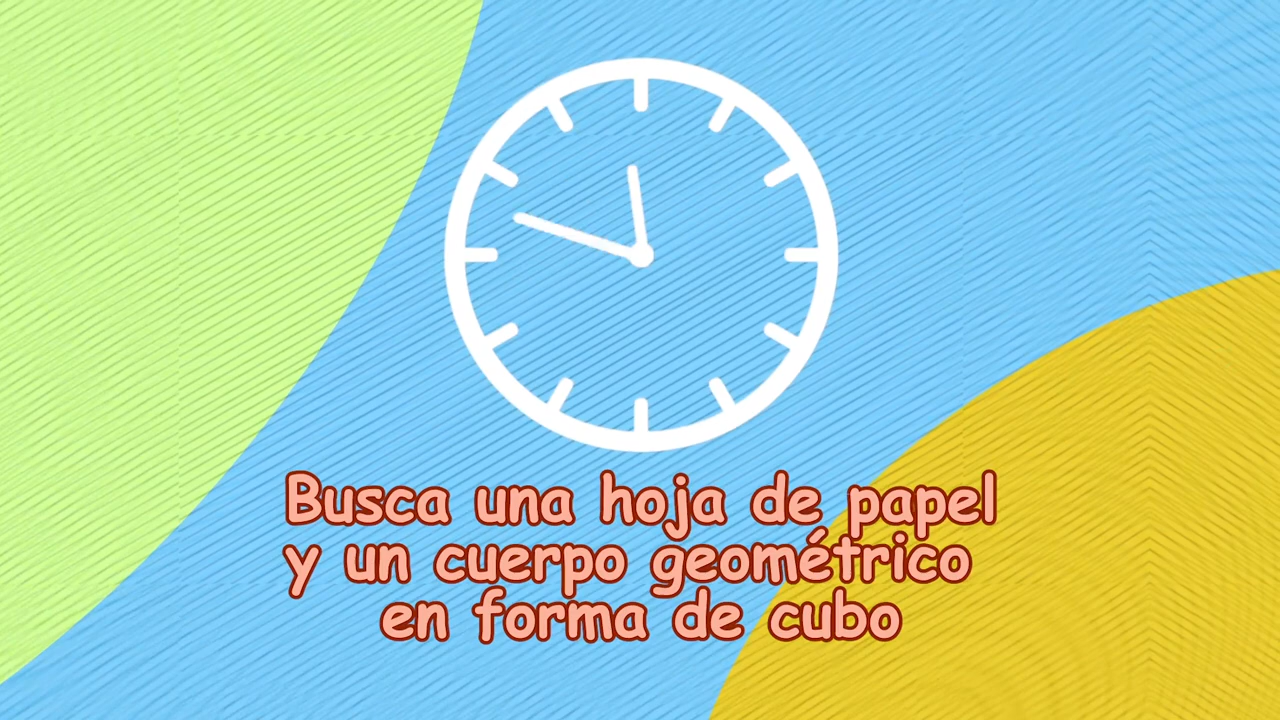 Busca una hoja de papel
y un cuerpo geométrico
en forma de cubo